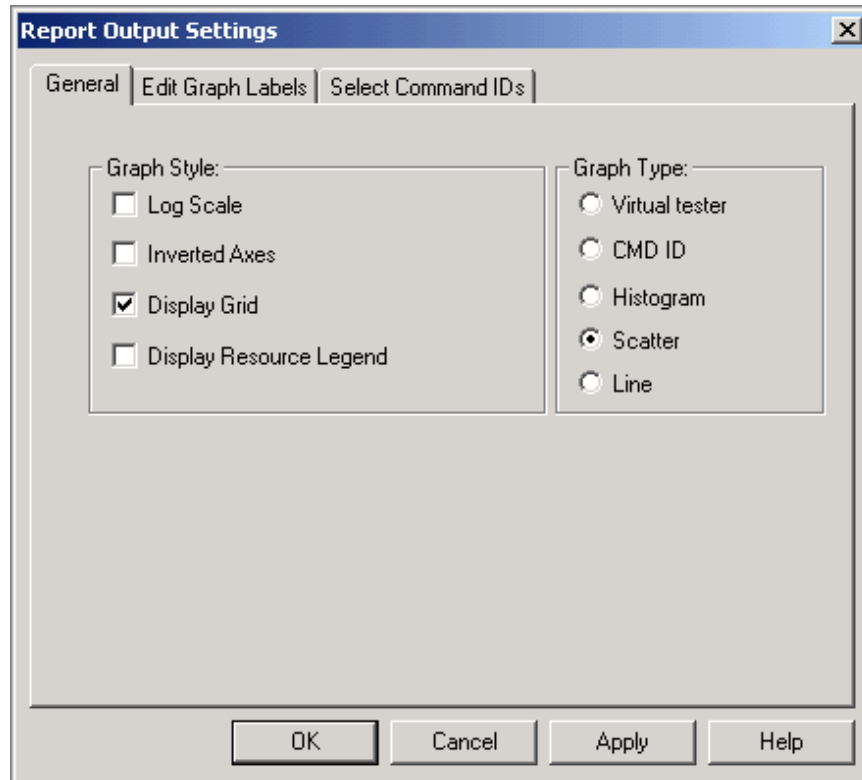 Report Output Settings
General Edit Graph Labels Select Command IDs
Graph Style:
Log Scale
Inverted Axes
Display Grid
Display Resource Legend
Graph Type:
Virtual tester
CMD ID
Histogram
Scatter
Line
OK Cancel Apply Help